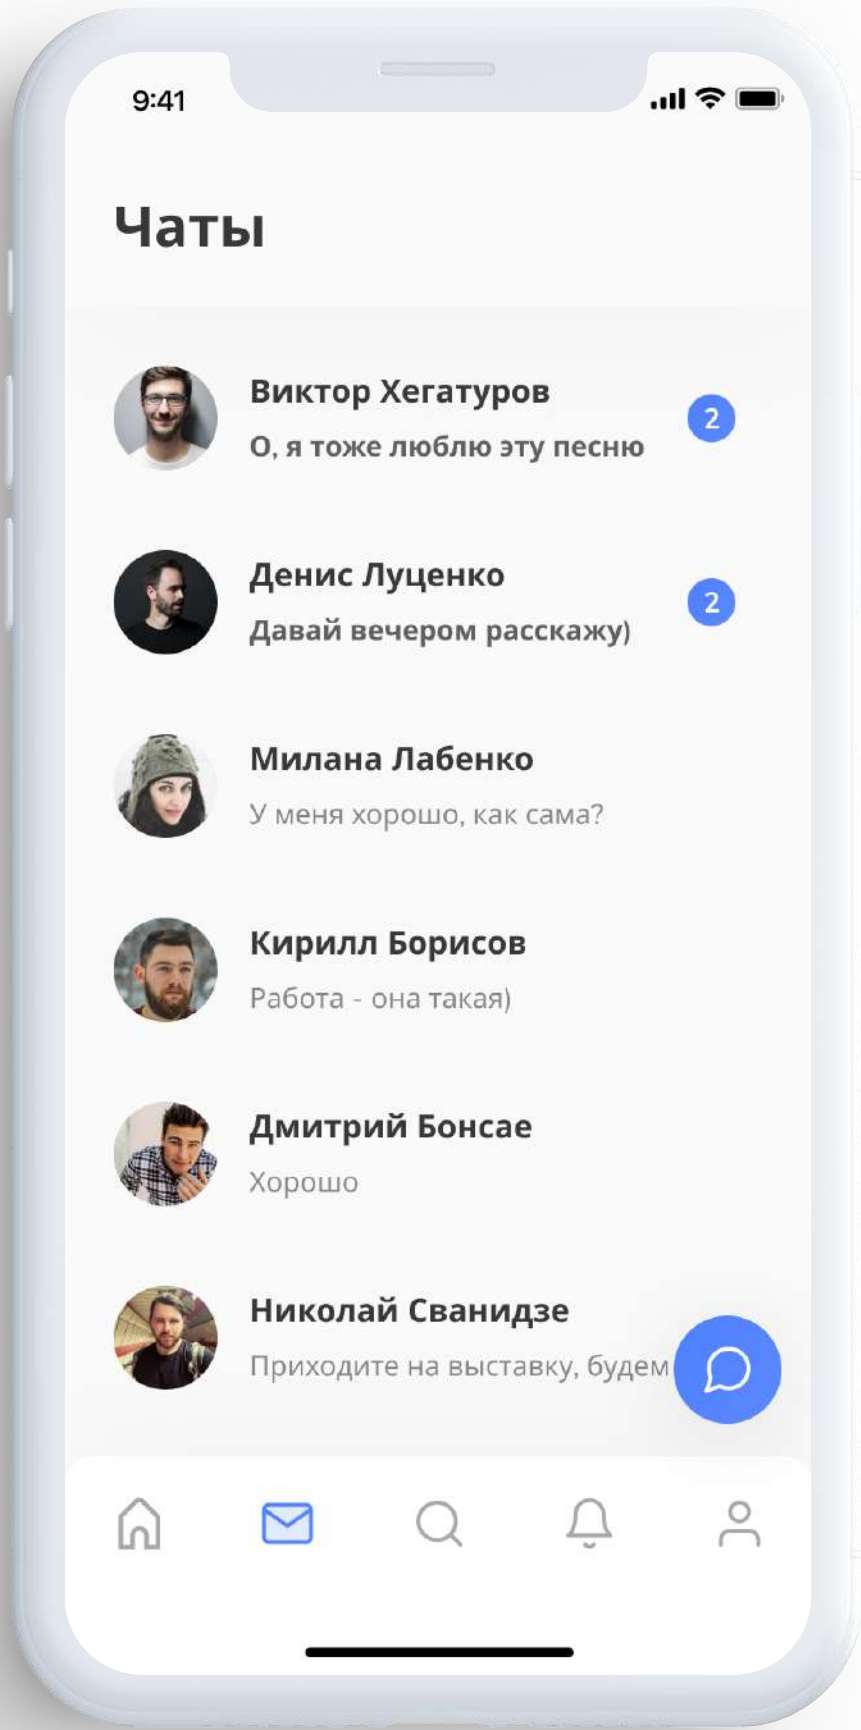 9:41
Чаты
Виктор Хегатуров
О, я тоже люблю эту песню
2
Денис Луценко
Давай вечером расскажу)
2
Милана Лабенко
У меня хорошо, как сама?
Кирилл Борисов
Работа - она такая)
Дмитрий Бонсае
Хорошо
Николай Сванидзе
Приходите на выставку, будем